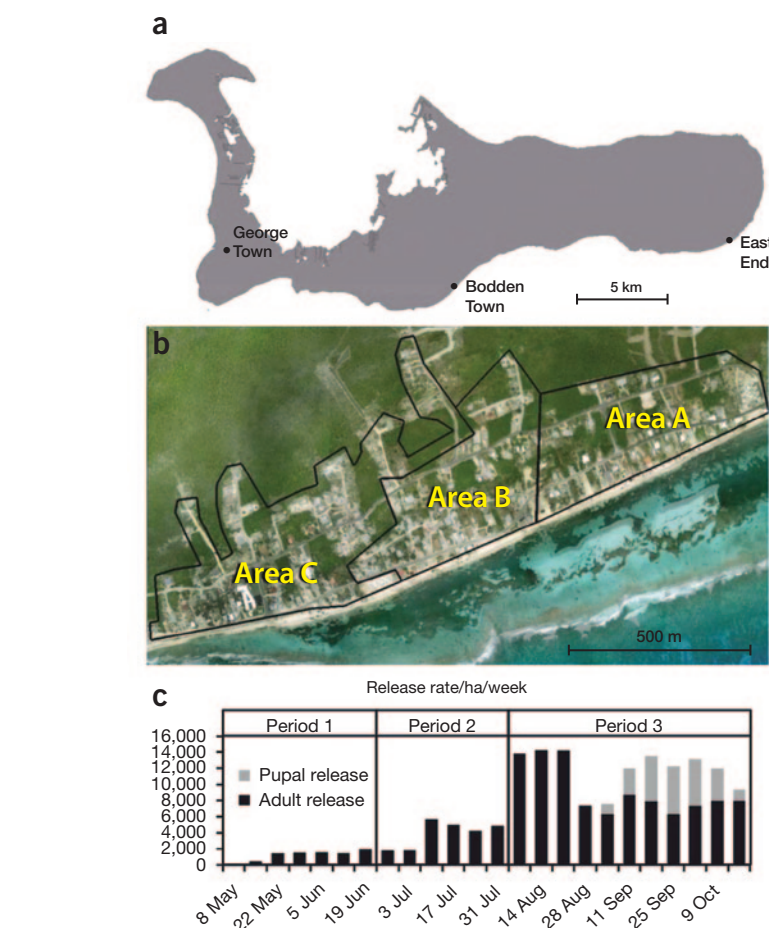 a
George
Town
Bodden
Town
East
End
5 km
b
Area A
Area B
Area C
500 m
c
Release rate/ha/week
Period 1
Period 2
Period 3
16,000
14,000
12,000
10,000
8,000
6,000
4,000
2,000
0
Pupal release
Adult release
8 May
22 May
5 Jun
19 Jun
3 Jul
17 Jul
31 Jul
14 Aug
28 Aug
11 Sep
25 Sep
9 Oct